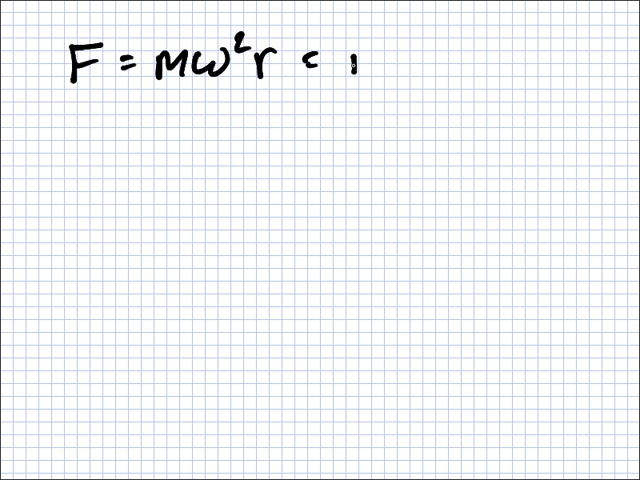 F = mω²r =